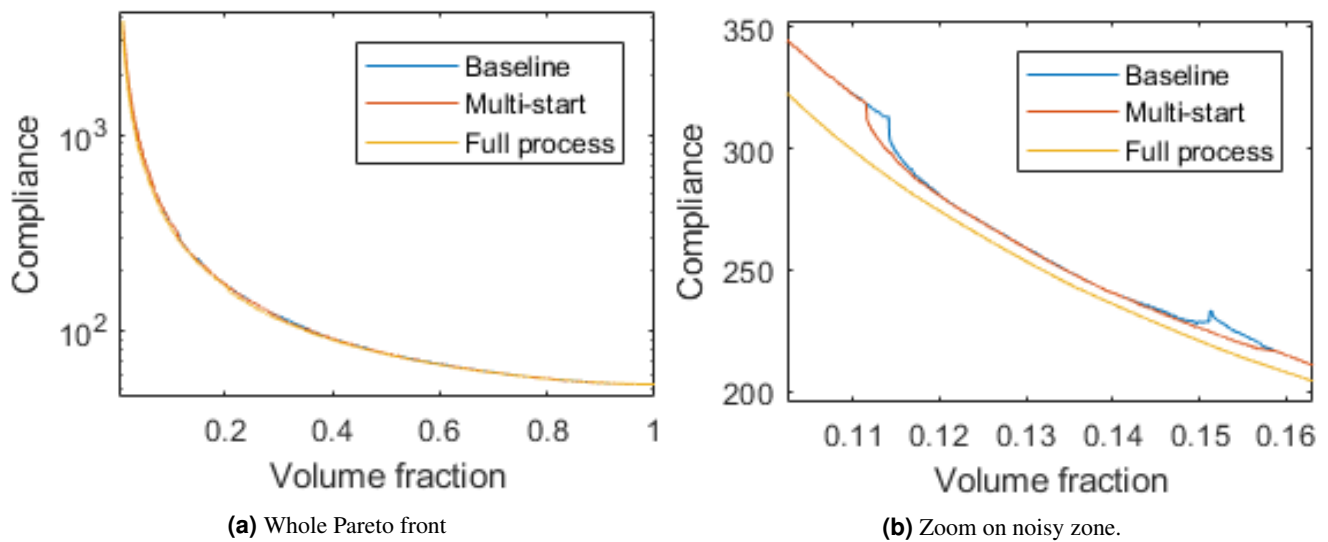 Baseline
Multi-start
Full process
10^3
10^2
Compliance
0.2 0.4 0.6 0.8 1
Volume fraction
(a) Whole Pareto front
350
300
250
200
Baseline
Multi-start
Full process
Compliance
0.11 0.12 0.13 0.14 0.15 0.16
Volume fraction
(b) Zoom on noisy zone.